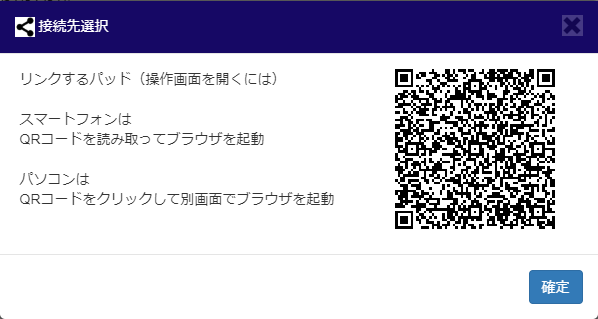 接続先選択
リンクするパッド（操作画面を開くには）
スマートフォンは
QRコードを読み取ってブラウザを起動
パソコンは
QRコードをクリックして別画面でブラウザを起動
確定